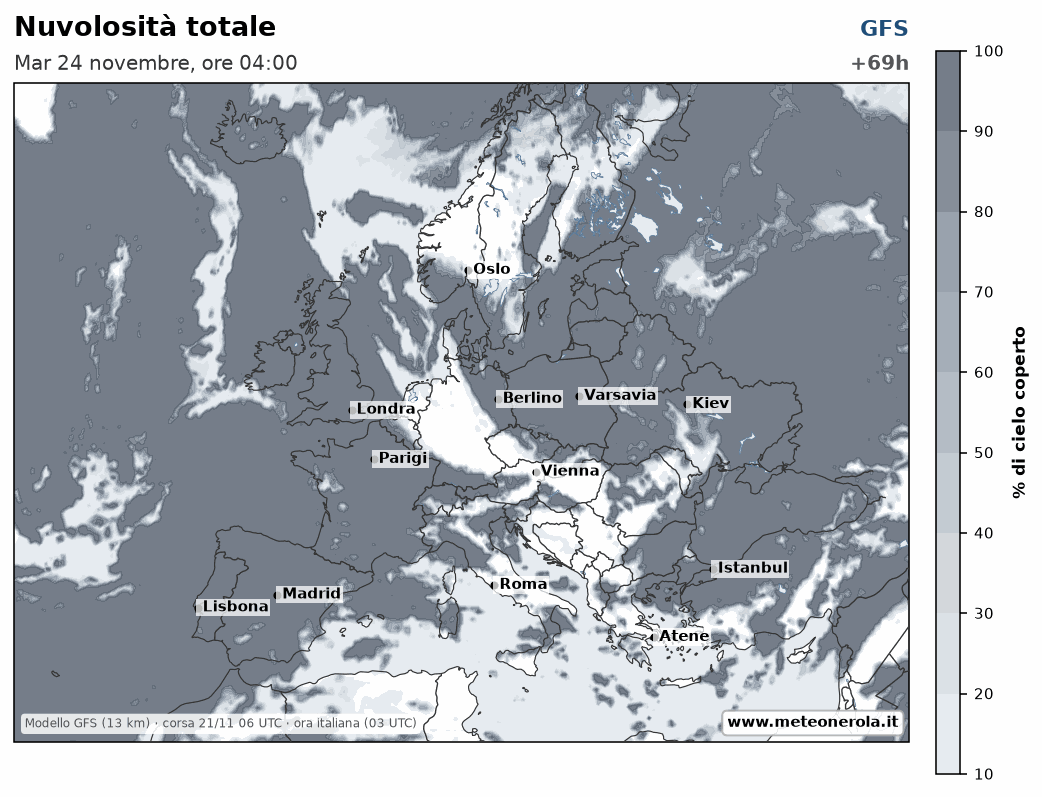 Nuvolosità totale
GFS
Mar 24 novembre, ore 04:00
+69h
100
90
80
70
60
50
40
30
20
10
% di cielo coperto
Oslo
Londra
Berlino
Varsavia
Kiev
Parigi
Vienna
Istanbul
Roma
Madrid
Lisbona
Atene
Modello GFS (13 km) · corsa 21/11 06 UTC · ora italiana (03 UTC)
www.meteonerola.it